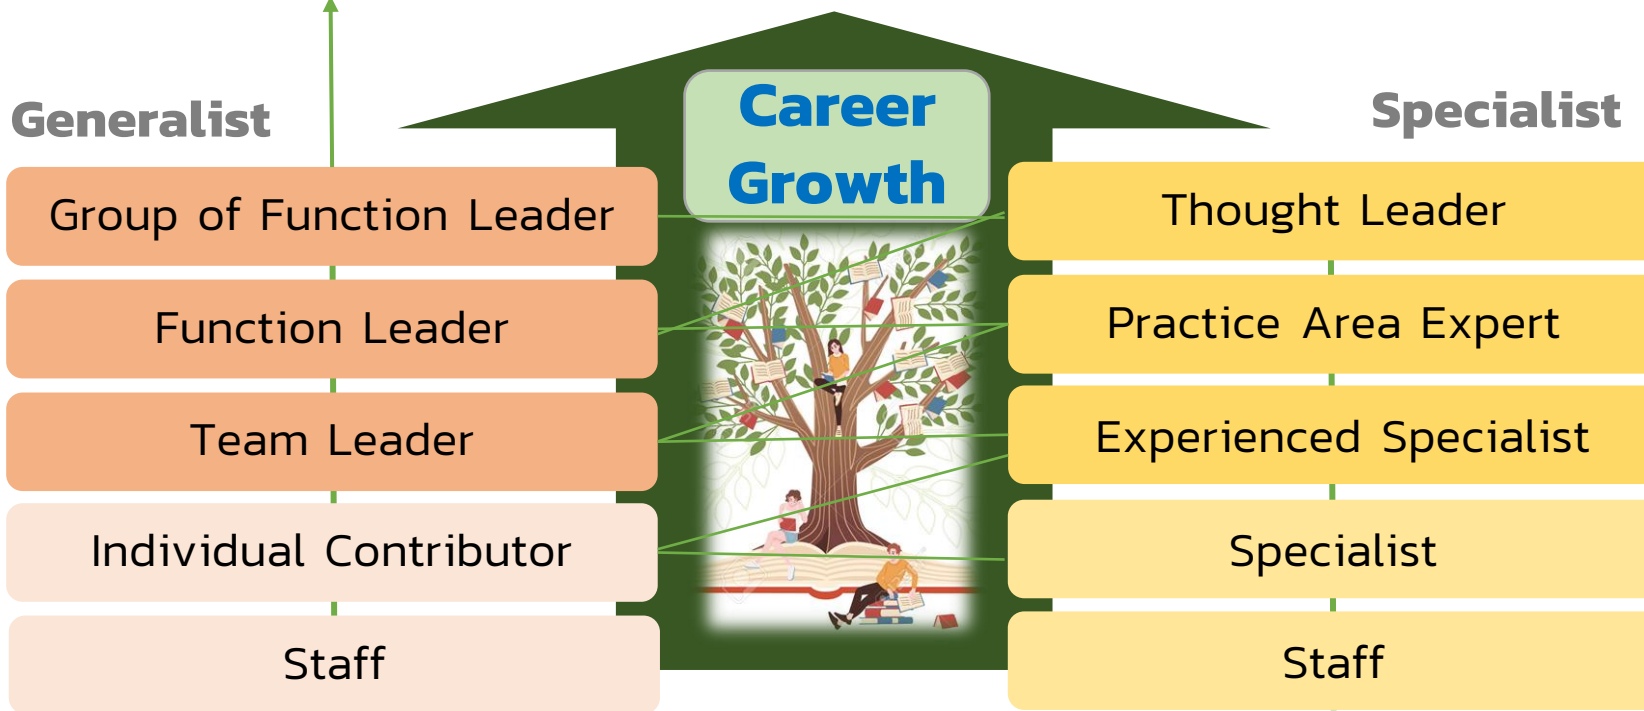 Career
Growth
Generalist
Group of Function Leader
Function Leader
Team Leader
Individual Contributor
Staff
Specialist
Thought Leader
Practice Area Expert
Experienced Specialist
Specialist
Staff